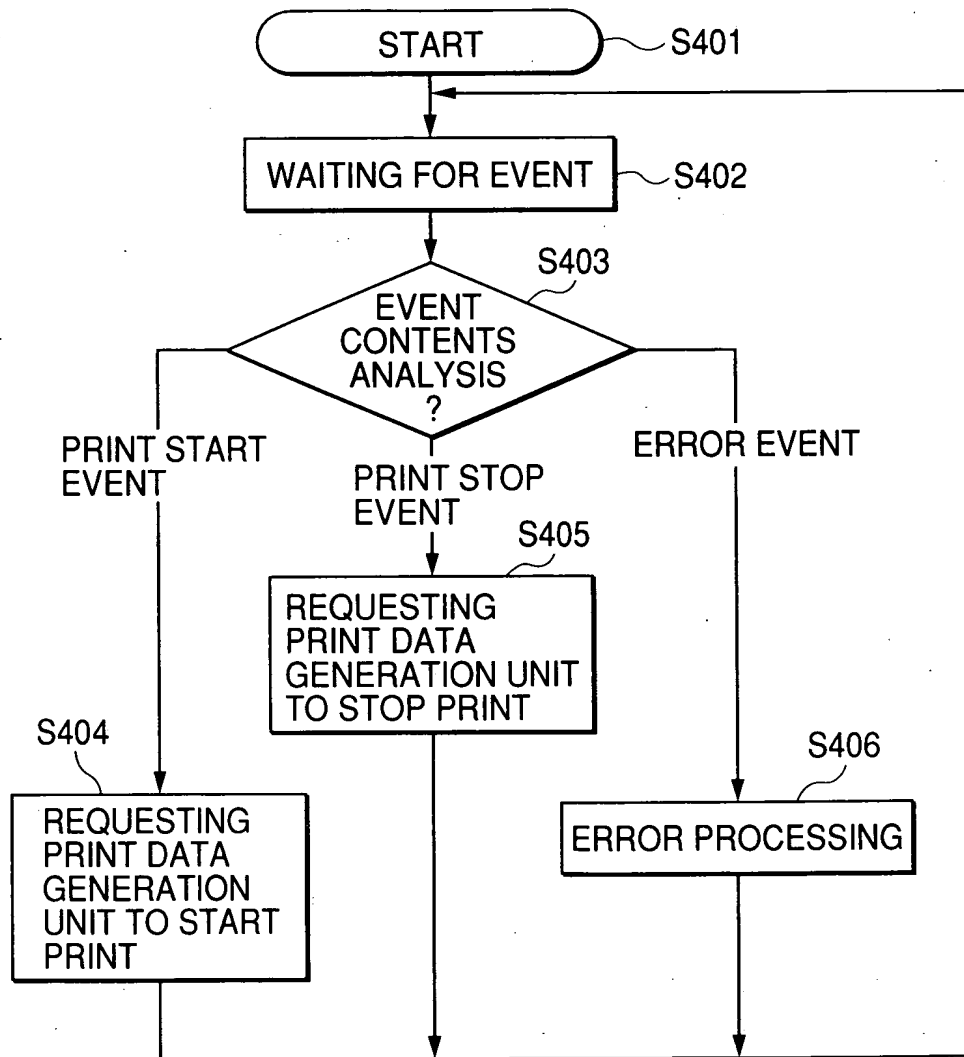 START
S401
WAITING FOR EVENT
S402
S403
EVENT
CONTENTS
ANALYSIS
?
PRINT START
EVENT
PRINT STOP
EVENT
ERROR EVENT
S405
REQUESTING
PRINT DATA
GENERATION UNIT
TO STOP PRINT
S404
REQUESTING
PRINT DATA
GENERATION
UNIT TO START
PRINT
S406
ERROR PROCESSING